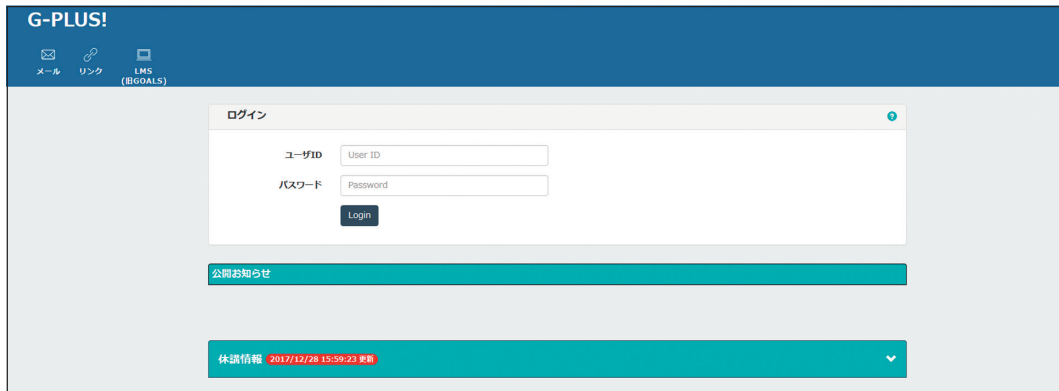 G-PLUS!
メール リンク LMS
(旧GOALS)
ログイン
ユーザID User ID
パスワード Password
Login
公開お知らせ
休講情報 2017/12/28 15:59:23 更新